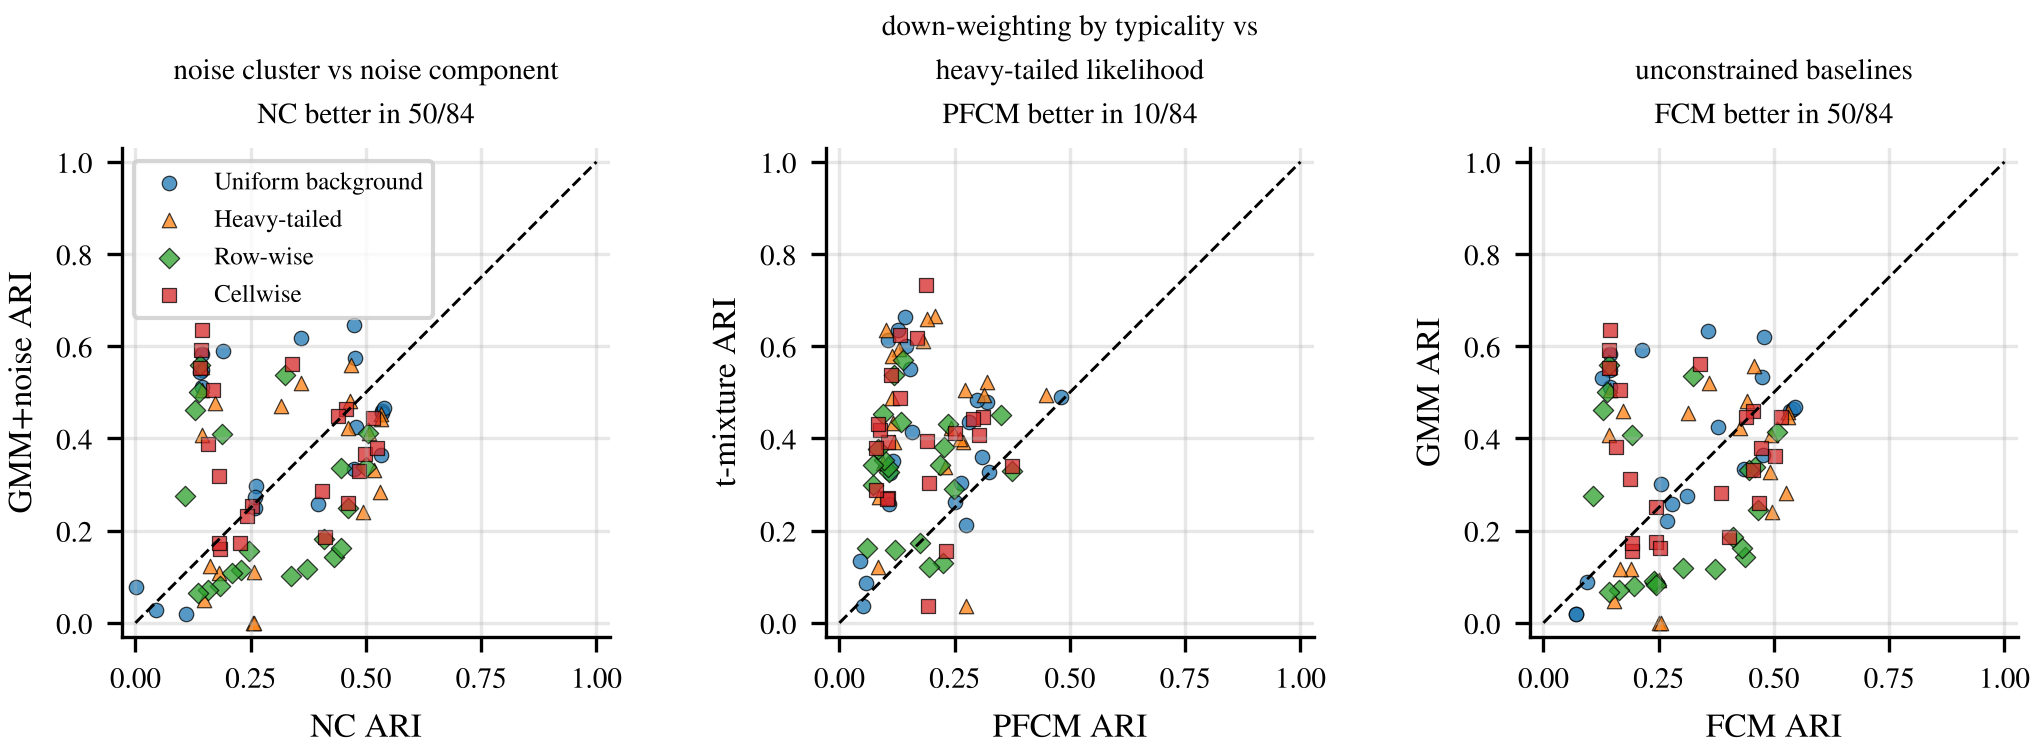 noise cluster vs noise component
NC better in 50/84
GMM+noise ARI
1.0
0.8
0.6
0.4
0.2
0.0
Uniform background
Heavy-tailed
Row-wise
Cellwise
0.00 0.25 0.50 0.75 1.00
NC ARI
down-weighting by typicality vs
heavy-tailed likelihood
PFCM better in 10/84
t-mixture ARI
1.0
0.8
0.6
0.4
0.2
0.0
0.00 0.25 0.50 0.75 1.00
PFCM ARI
unconstrained baselines
FCM better in 50/84
GMM ARI
1.0
0.8
0.6
0.4
0.2
0.0
0.00 0.25 0.50 0.75 1.00
FCM ARI